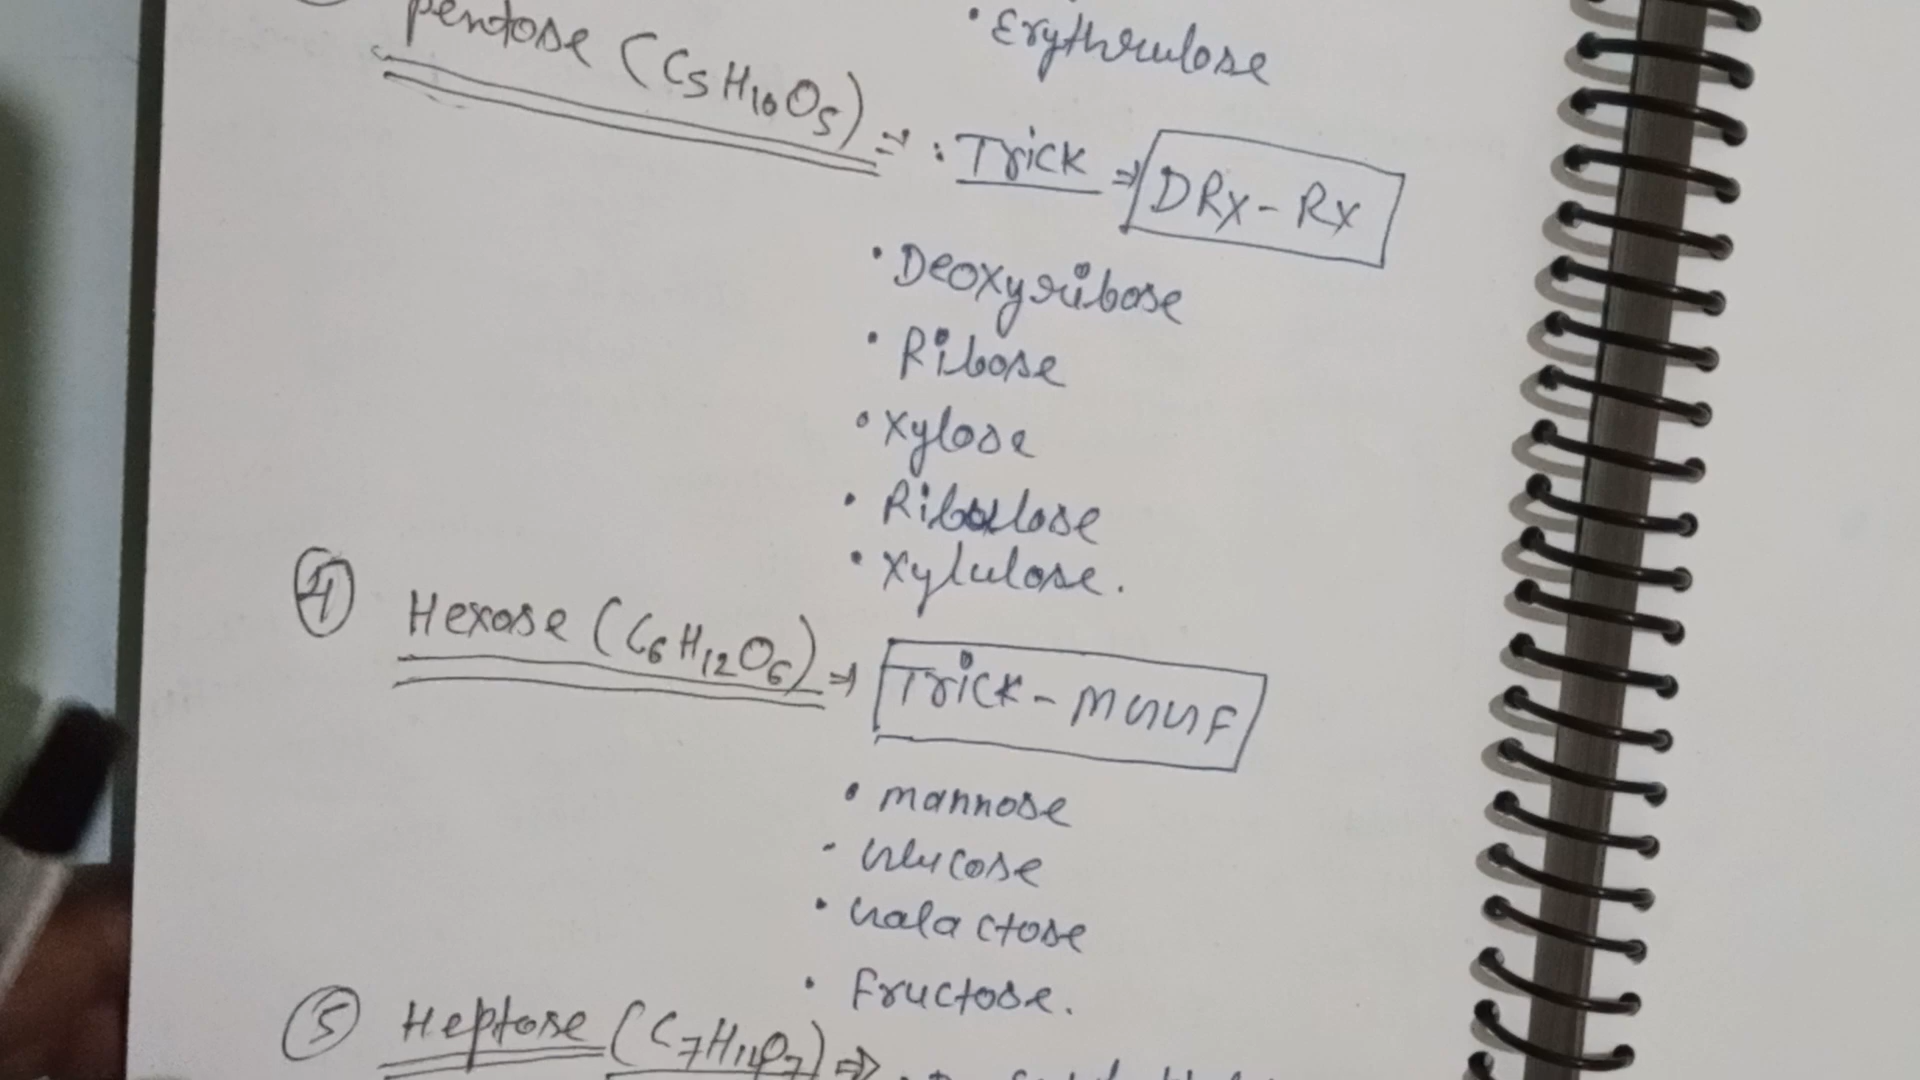 • Erythrulose
Pentose (C5H10O5) ⇒ : Trick ⇒ DRX - RX
• Deoxyribose
• Ribose
• Xylose
• Ribulose
• Xylulose.
④ Hexose (C6H12O6) ⇒ Trick - MGGF
• mannose
• Glucose
• Galactose
• Fructose.
⑤ Heptose (C7H14O7) ⇒